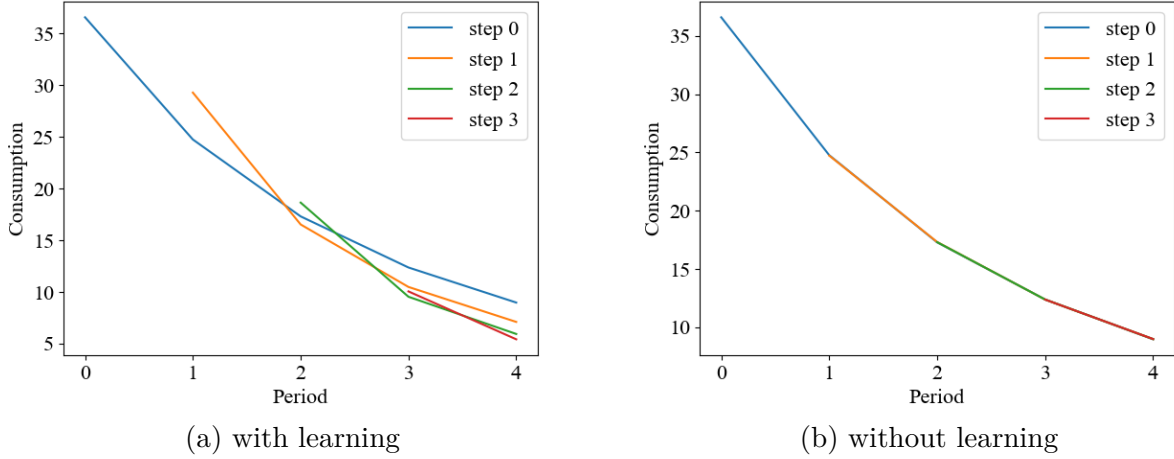 35
30
25
20
15
10
5
Consumption
0 1 2 3 4
Period
step 0
step 1
step 2
step 3
(a) with learning
35
30
25
20
15
10
Consumption
0 1 2 3 4
Period
step 0
step 1
step 2
step 3
(b) without learning